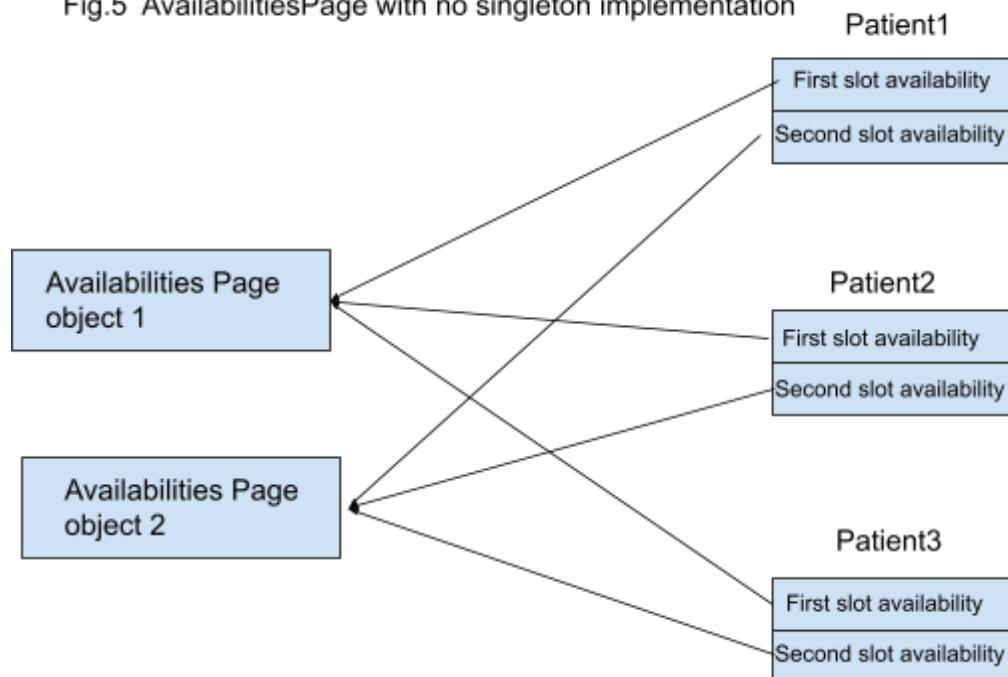 Fig.5 AvailabilitiesPage with no singleton implementation
Patient1
First slot availability
Second slot availability
Availabilities Page
object 1
Patient2
First slot availability
Second slot availability
Availabilities Page
object 2
Patient3
First slot availability
Second slot availability